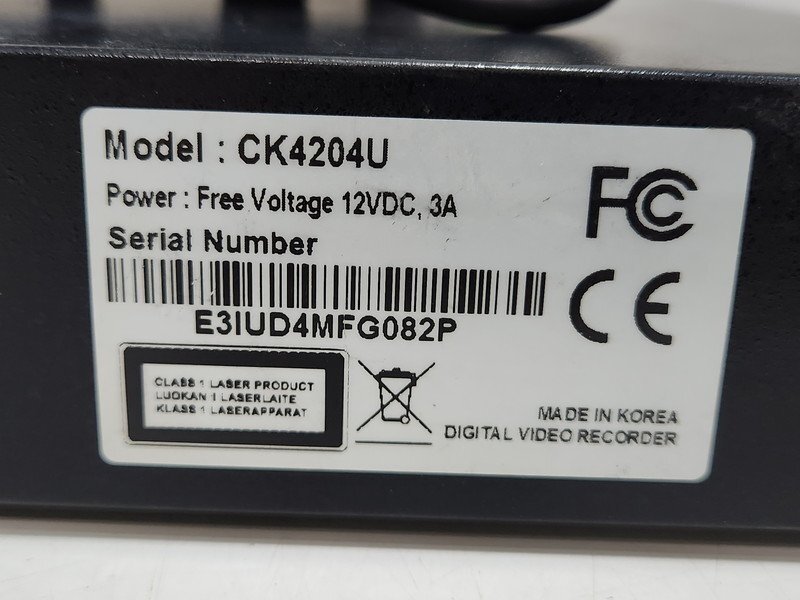 Model : CK4204U
Power : Free Voltage 12VDC, 3A
FC
Serial Number
CE
E3IUD4MFG082P
CLASS 1 LASER PRODUCT
LUOKAN 1 LASERLAITE
KLASS 1 LASERAPPARAT
MADE IN KOREA
DIGITAL VIDEO RECORDER